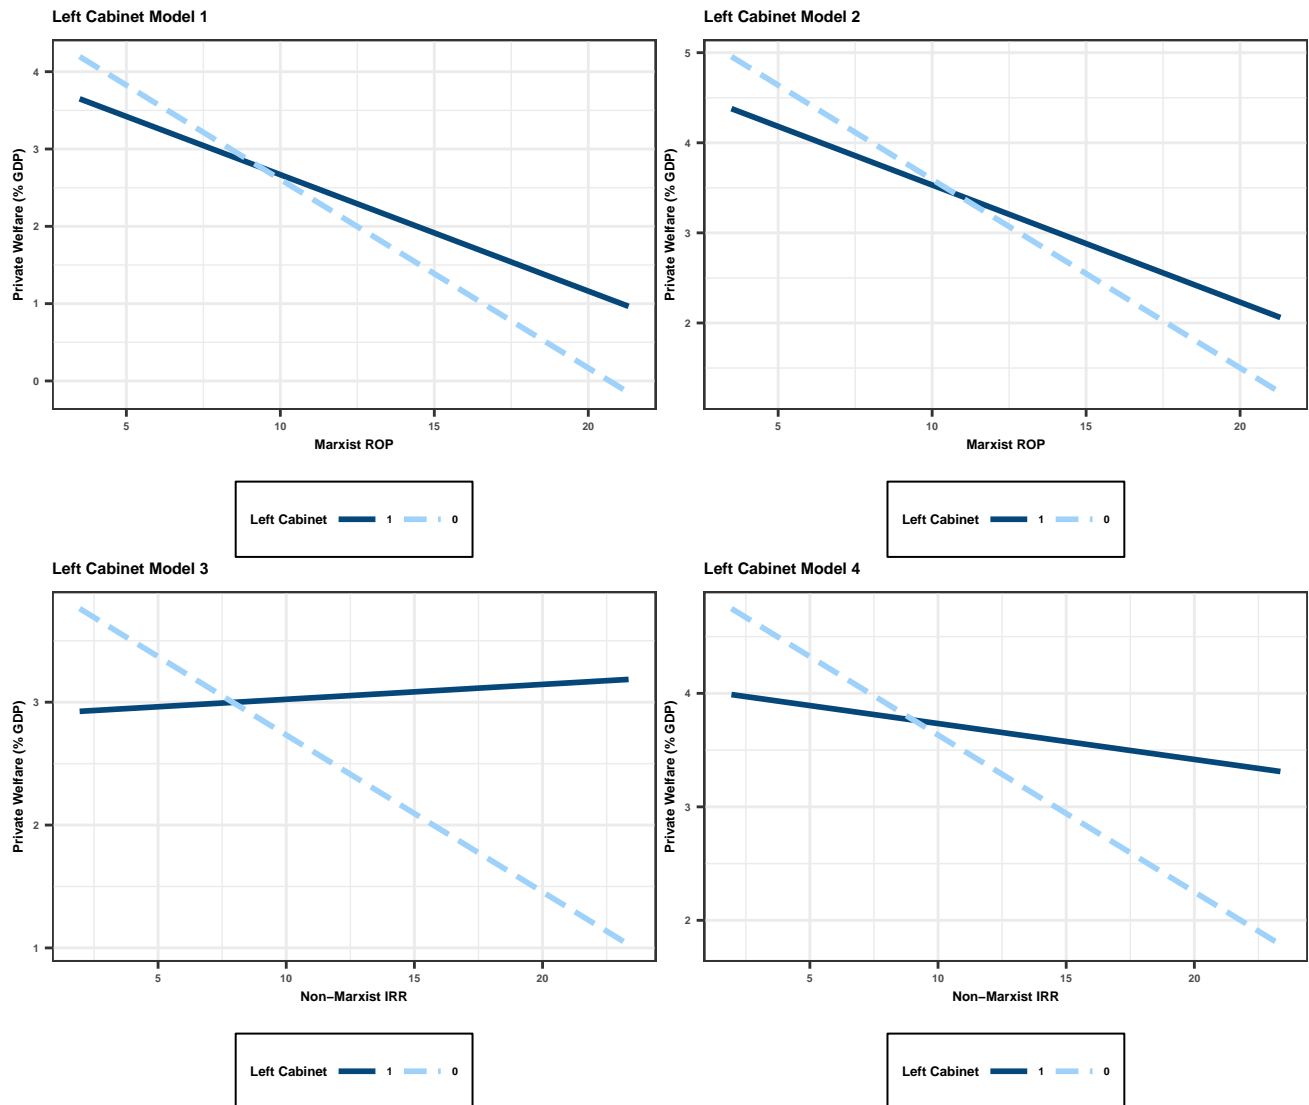 Left Cabinet Model 1
Private Welfare (% GDP)
4
3
2
1
0
5 10 15 20
Marxist ROP
Left Cabinet 1 0
Left Cabinet Model 2
Private Welfare (% GDP)
5
4
3
2
5 10 15 20
Marxist ROP
Left Cabinet 1 0
Left Cabinet Model 3
Private Welfare (% GDP)
3
2
1
5 10 15 20
Non−Marxist IRR
Left Cabinet 1 0
Left Cabinet Model 4
Private Welfare (% GDP)
4
3
2
5 10 15 20
Non−Marxist IRR
Left Cabinet 1 0